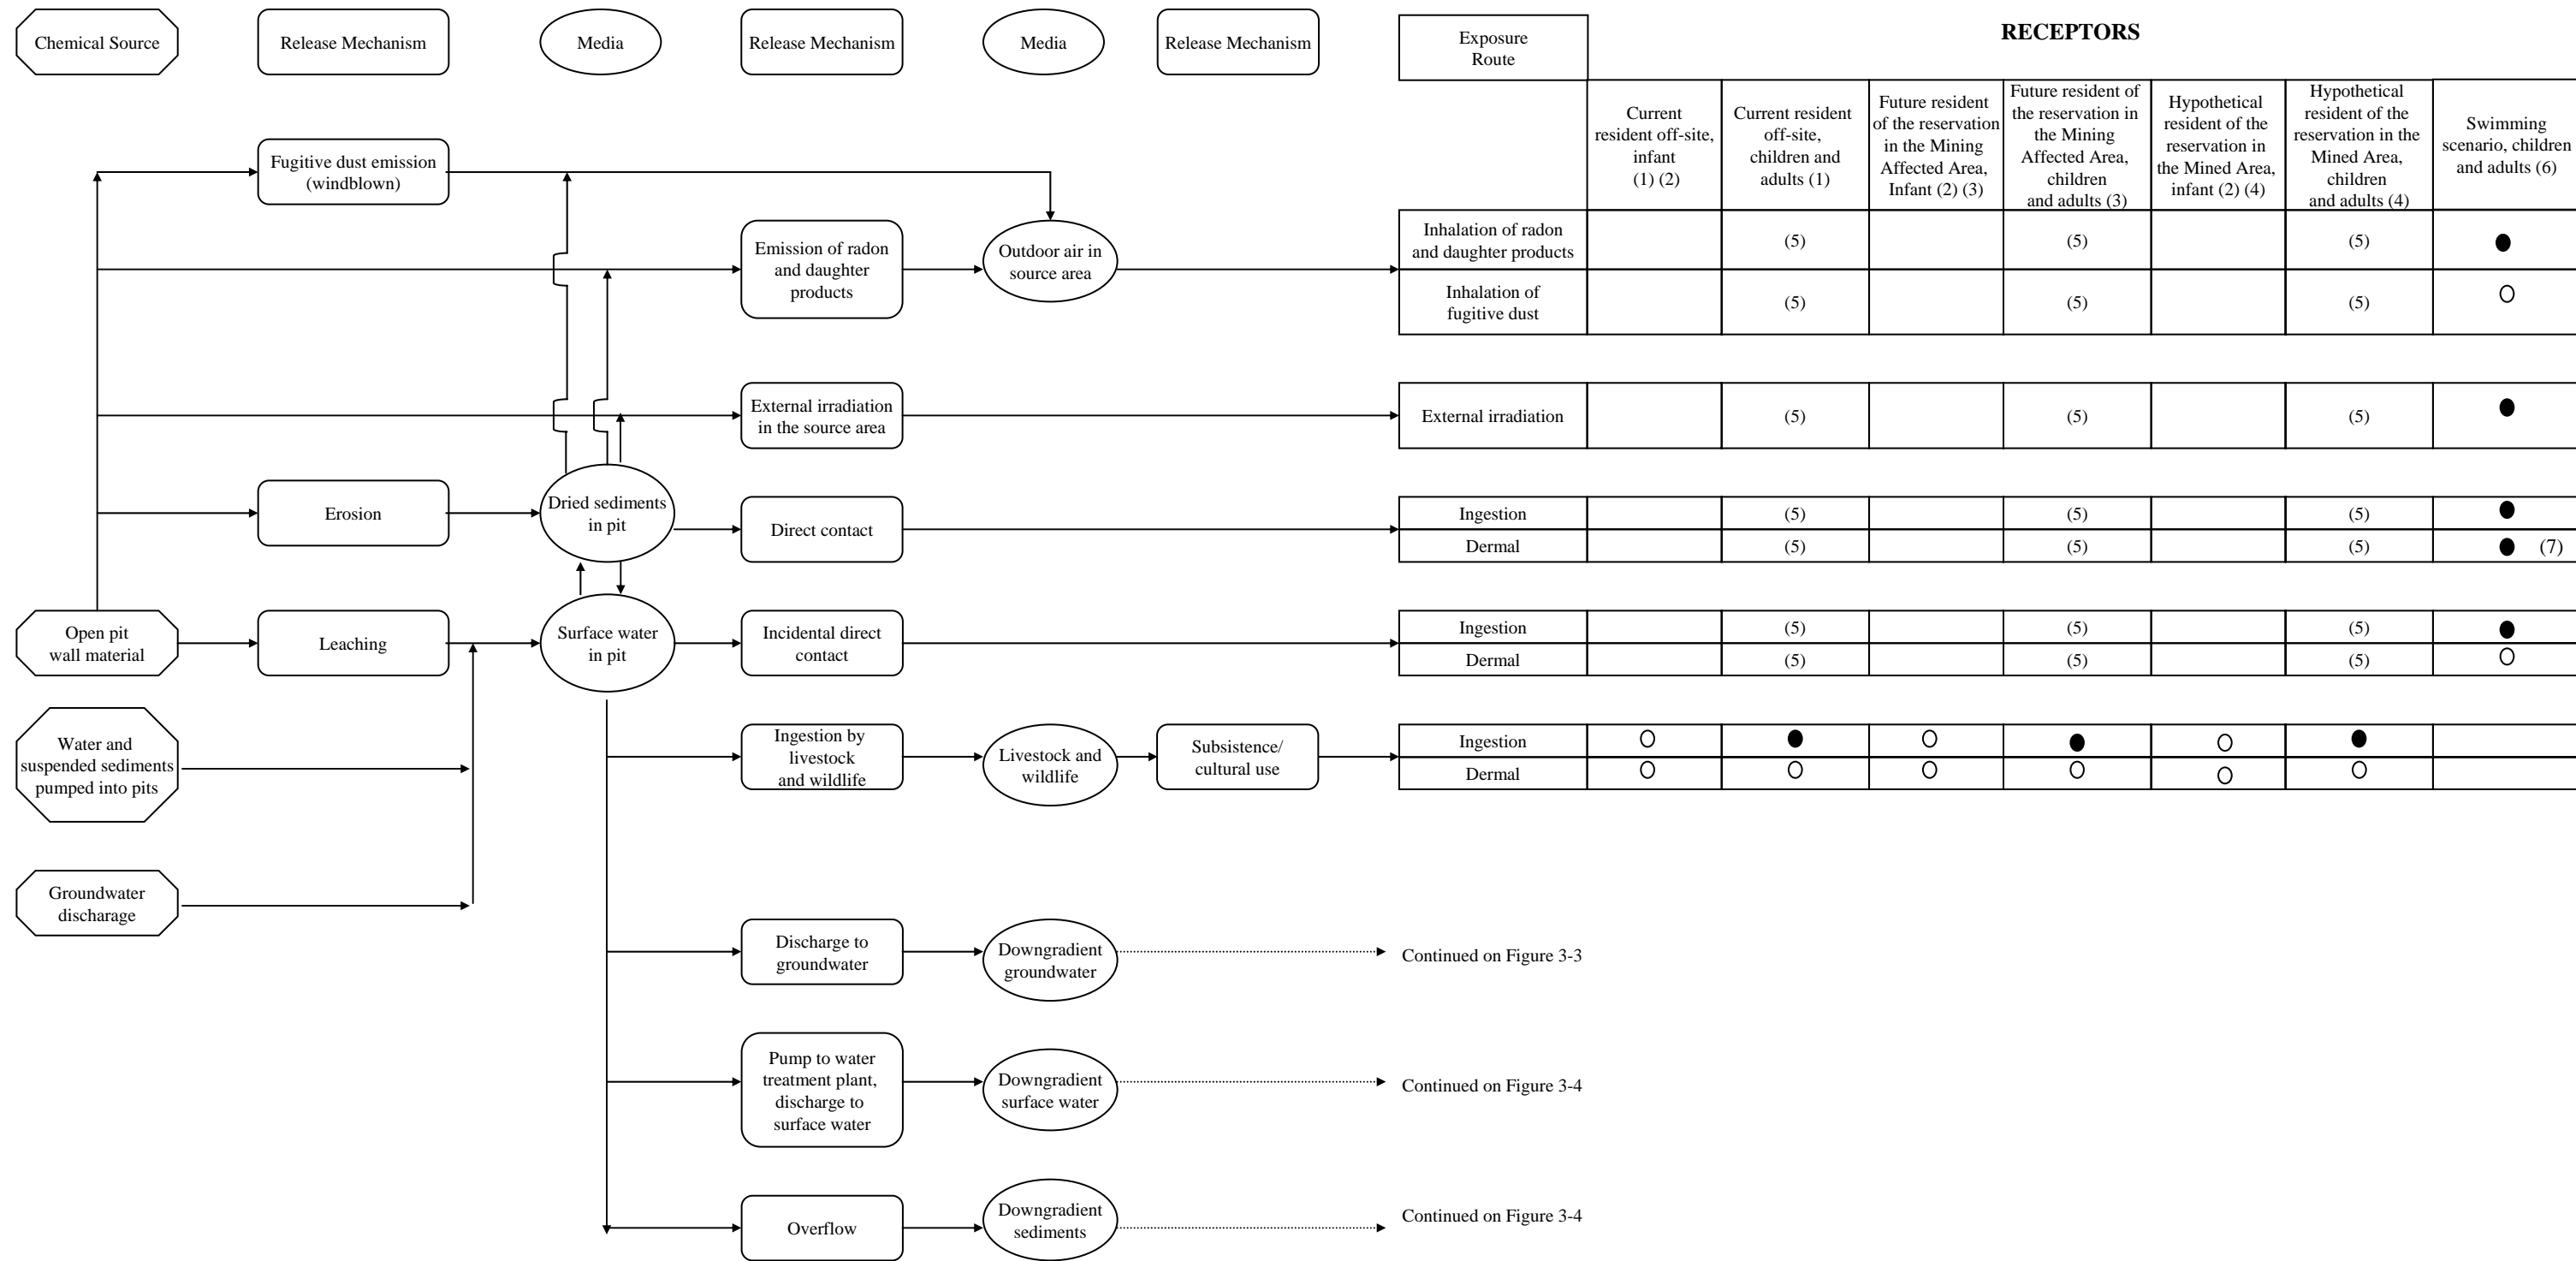 Chemical Source
Release Mechanism
Media
Release Mechanism
Media
Release Mechanism
Exposure
Route
RECEPTORS
Current
resident off-site,
infant
(1) (2)
Current resident
off-site,
children and
adults (1)
Future resident
of the reservation
in the Mining
Affected Area,
Infant (2) (3)
Future resident of
the reservation in
the Mining
Affected Area,
children
and adults (3)
Hypothetical
resident of the
reservation in
the Mined Area,
infant (2) (4)
Hypothetical
resident of the
reservation in the
Mined Area,
children
and adults (4)
Swimming
scenario, children
and adults (6)
Fugitive dust emission
(windblown)
Emission of radon
and daughter
products
Outdoor air in
source area
Inhalation of radon
and daughter products
(5)
(5)
(5)
Inhalation of
fugitive dust
(5)
(5)
(5)
External irradiation
in the source area
External irradiation
(5)
(5)
(5)
Erosion
Dried sediments
in pit
Direct contact
Ingestion
(5)
(5)
(5)
Dermal
(5)
(5)
(5)
(7)
Open pit
wall material
Leaching
Surface water
in pit
Incidental direct
contact
Ingestion
(5)
(5)
(5)
Dermal
(5)
(5)
(5)
Water and
suspended sediments
pumped into pits
Ingestion by
livestock
and wildlife
Livestock and
wildlife
Subsistence/
cultural use
Ingestion
Dermal
Groundwater
discharage
Discharge to
groundwater
Downgradient
groundwater
Continued on Figure 3-3
Pump to water
treatment plant,
discharge to
surface water
Downgradient
surface water
Continued on Figure 3-4
Overflow
Downgradient
sediments
Continued on Figure 3-4